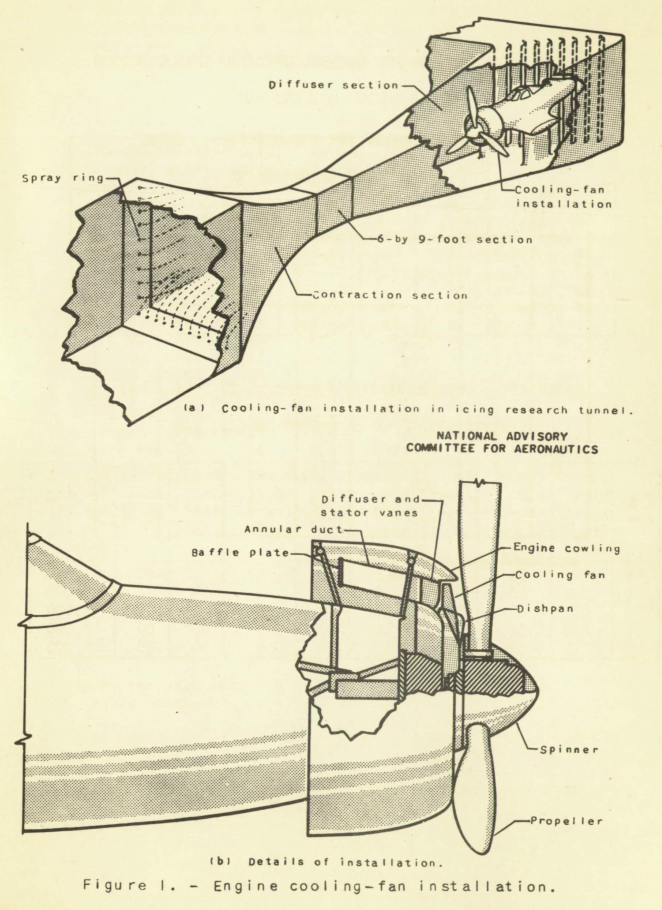 Diffuser section
Spray ring
Cooling-fan
installation
6-by 9-foot section
Contraction section
(a) Cooling-fan installation in icing research tunnel.
NATIONAL ADVISORY
COMMITTEE FOR AERONAUTICS
Diffuser and
stator vanes
Annular duct
Baffle plate
Engine cowling
Cooling fan
Dishpan
Spinner
Propeller
(b) Details of installation.
Figure 1. - Engine cooling-fan installation.